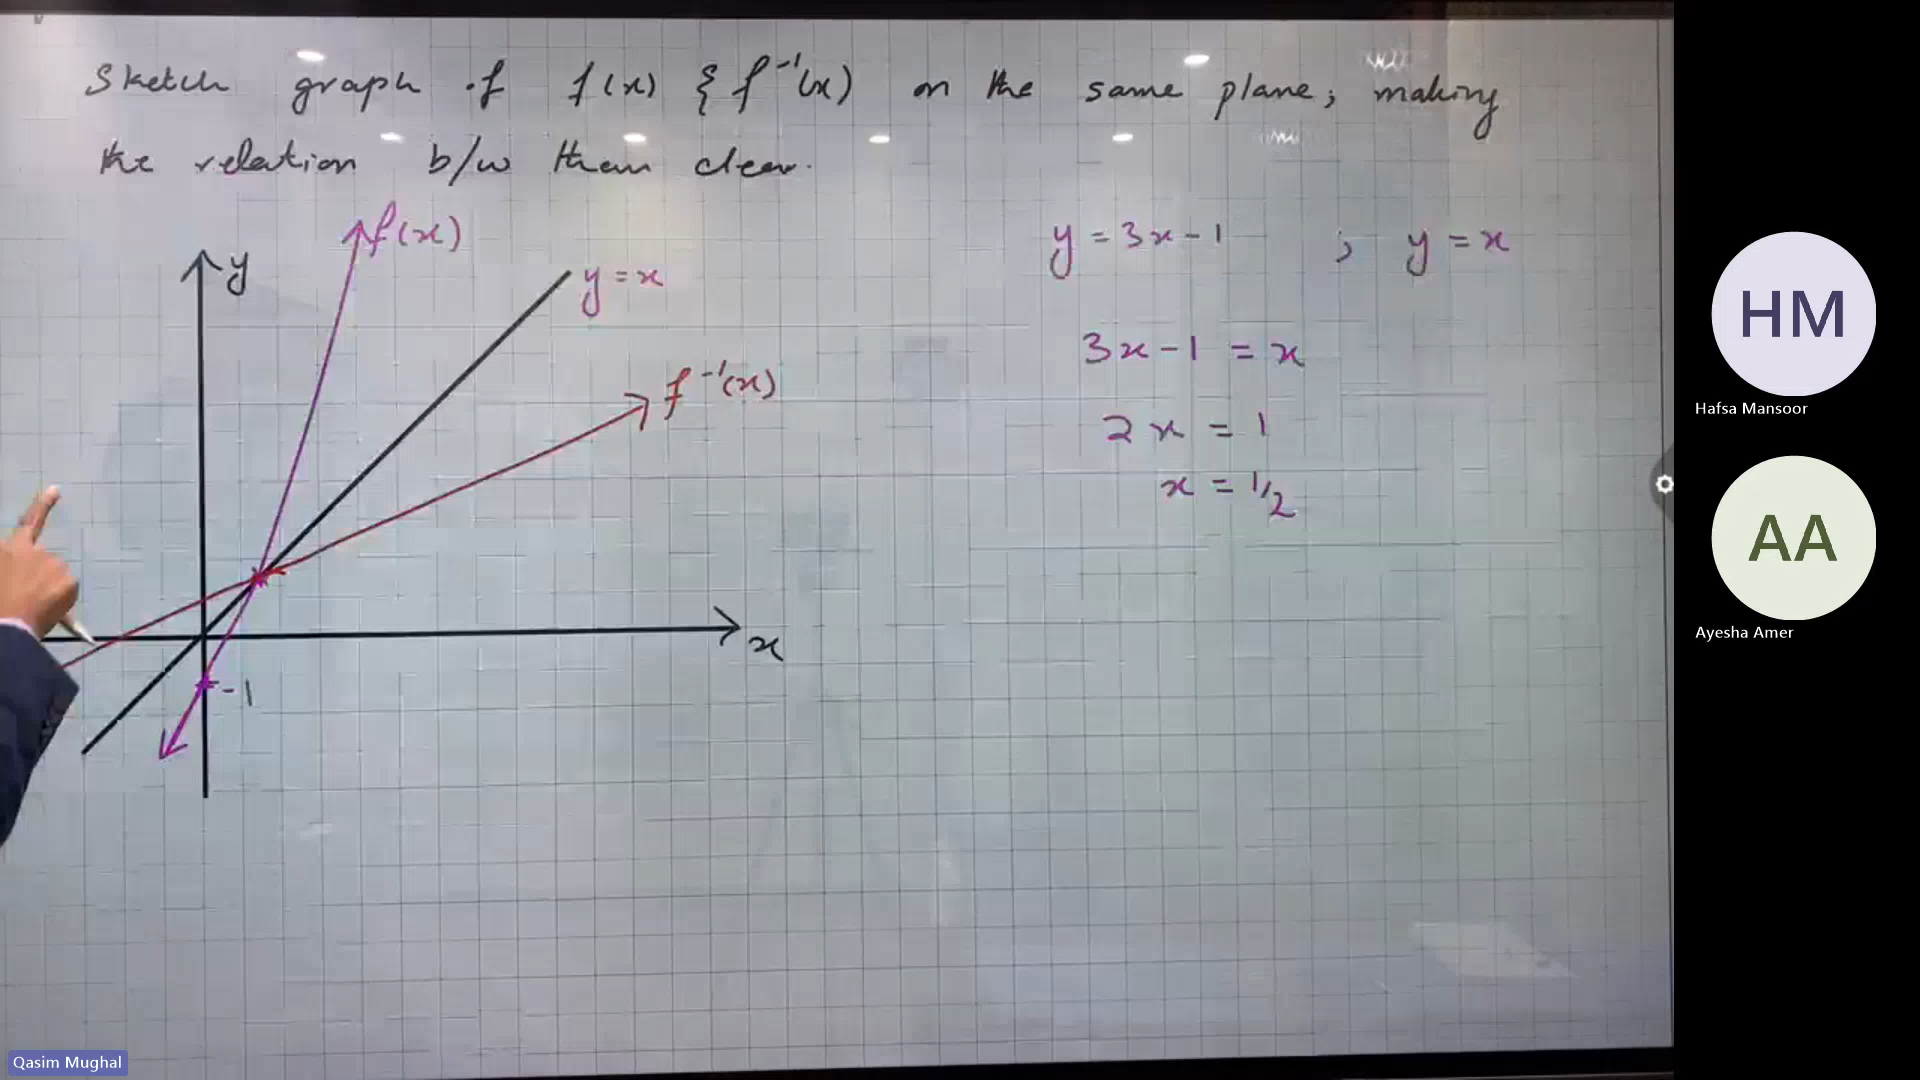 Sketch graph of f(x) & f⁻¹(x) on the same plane, making
the relation b/w them clear.
f(x)
y
y = x
f⁻¹(x)
x
-1
y = 3x - 1 ; y = x
3x - 1 = x
2x = 1
x = 1/2
HM
Hafsa Mansoor
AA
Ayesha Amer
Qasim Mughal